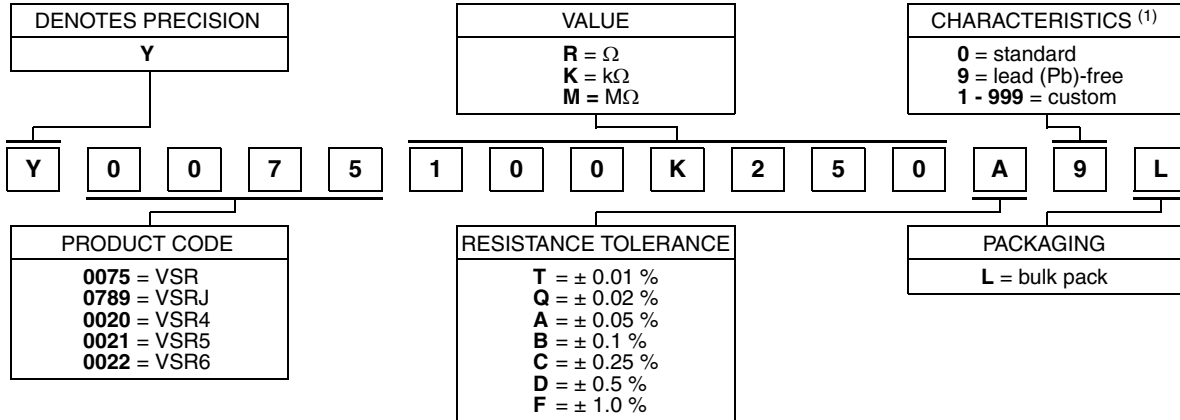 DENOTES PRECISION
Y
VALUE
R = Ω
K = kΩ
M = MΩ
CHARACTERISTICS (1)
0 = standard
9 = lead (Pb)-free
1 - 999 = custom
Y 0 0 7 5 1 0 0 K 2 5 0 A 9 L
PRODUCT CODE
0075 = VSR
0789 = VSRJ
0020 = VSR4
0021 = VSR5
0022 = VSR6
RESISTANCE TOLERANCE
T = ± 0.01 %
Q = ± 0.02 %
A = ± 0.05 %
B = ± 0.1 %
C = ± 0.25 %
D = ± 0.5 %
F = ± 1.0 %
PACKAGING
L = bulk pack